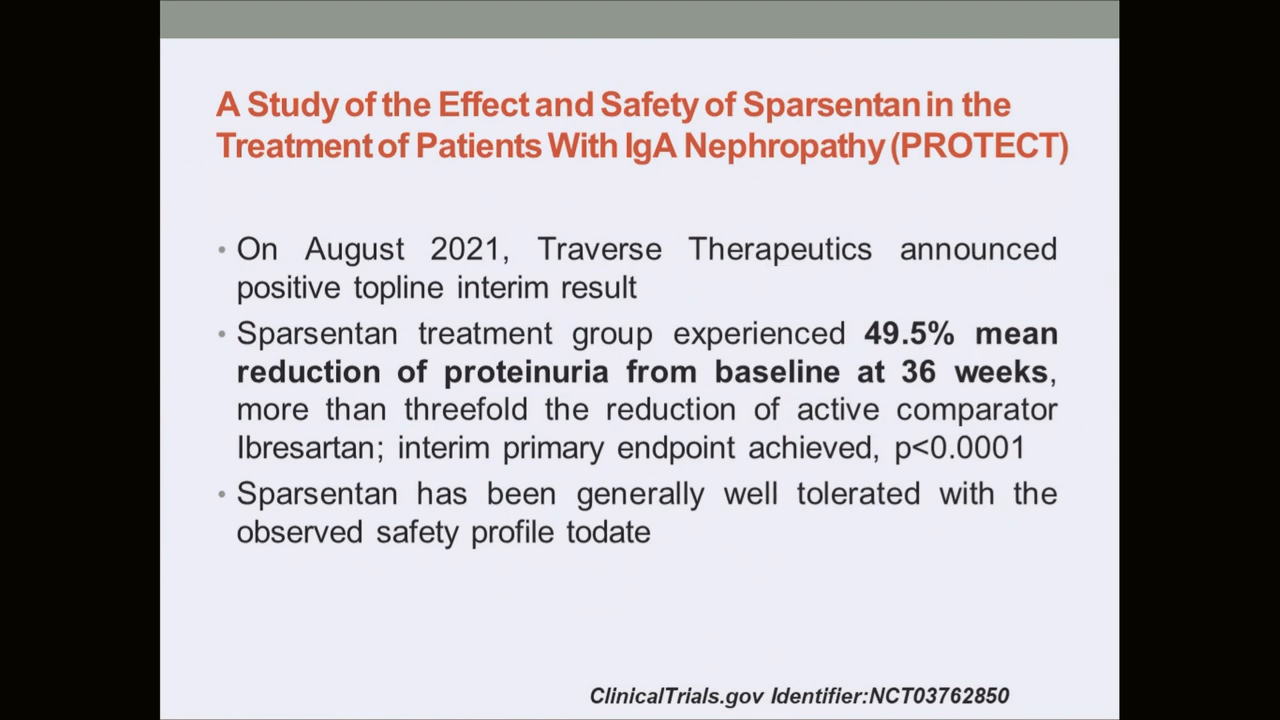 A Study of the Effect and Safety of Sparsentan in the
Treatment of Patients With IgA Nephropathy (PROTECT)
• On August 2021, Traverse Therapeutics announced
positive topline interim result
• Sparsentan treatment group experienced 49.5% mean
reduction of proteinuria from baseline at 36 weeks,
more than threefold the reduction of active comparator
Ibresartan; interim primary endpoint achieved, p<0.0001
• Sparsentan has been generally well tolerated with the
observed safety profile todate
ClinicalTrials.gov Identifier:NCT03762850